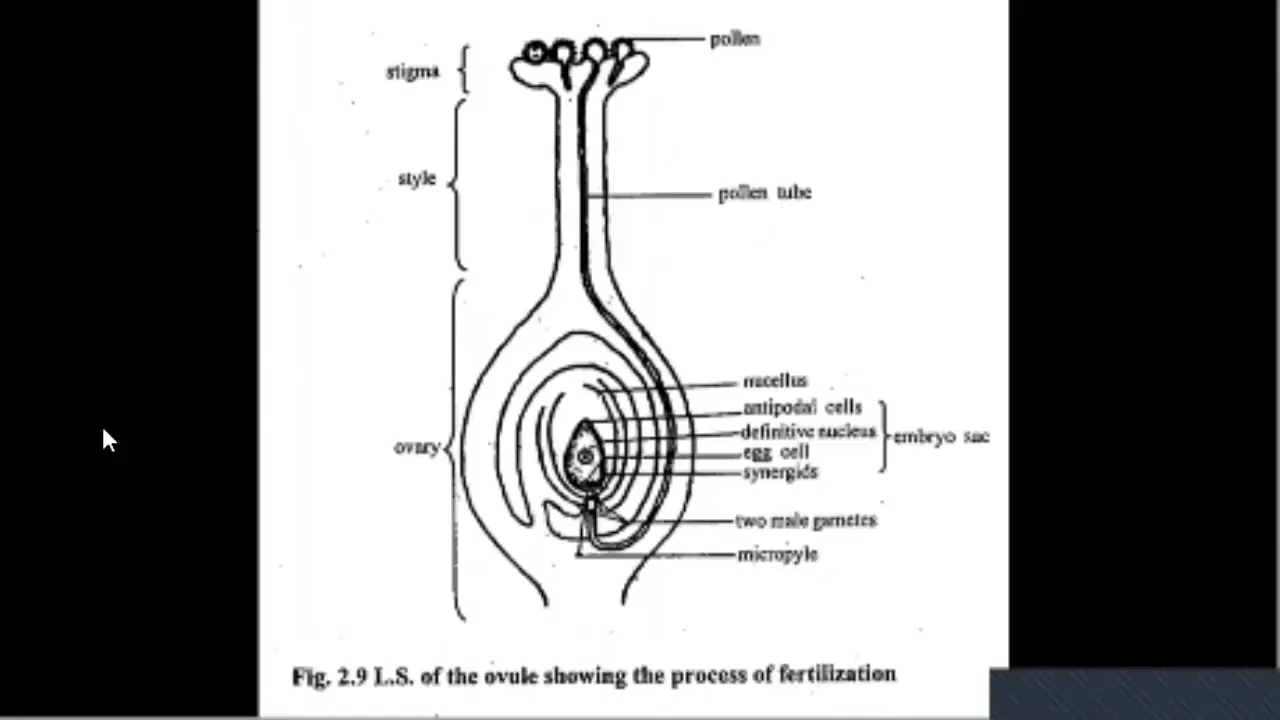 pollen
stigma
style
pollen tube
nucellus
antipodal cells
definitive nucleus
embryo sac
ovary
egg cell
synergids
two male gametes
micropyle
Fig. 2.9 L.S. of the ovule showing the process of fertilization